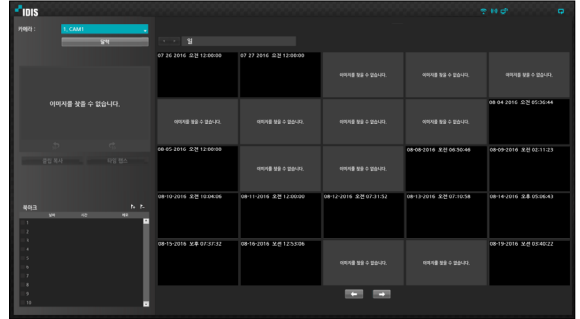 IDIS
카메라 :
1. CAM1
날짜
일
이미지를 찾을 수 없습니다.
클립 복사
타임 랩스
북마크
날짜 시간 메모
1
2
3
4
5
6
7
8
9
10
07 26 2016 오전 12:00:00
07 27 2016 오전 12:00:00
이미지를 찾을 수 없습니다.
이미지를 찾을 수 없습니다.
이미지를 찾을 수 없습니다.
이미지를 찾을 수 없습니다.
이미지를 찾을 수 없습니다.
이미지를 찾을 수 없습니다.
이미지를 찾을 수 없습니다.
08 04 2016 오전 05:36:44
08 05 2016 오전 12:00:00
이미지를 찾을 수 없습니다.
이미지를 찾을 수 없습니다.
08-08-2016 오전 06:50:46
08-09-2016 오전 02:11:23
08-10-2016 오전 10:04:06
08-11-2016 오전 12:00:00
08-12-2016 오전 07:31:52
08-13-2016 오전 07:10:58
08-14-2016 오후 05:06:43
08-15-2016 오후 07:37:32
08-16-2016 오전 12:53:06
이미지를 찾을 수 없습니다.
이미지를 찾을 수 없습니다.
08-19-2016 오전 03:40:22